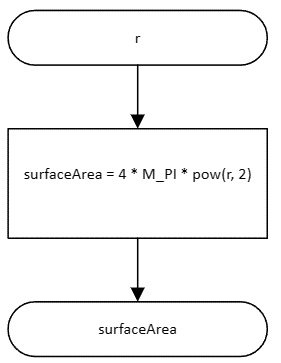 r
surfaceArea = 4 * M_PI * pow(r, 2)
surfaceArea